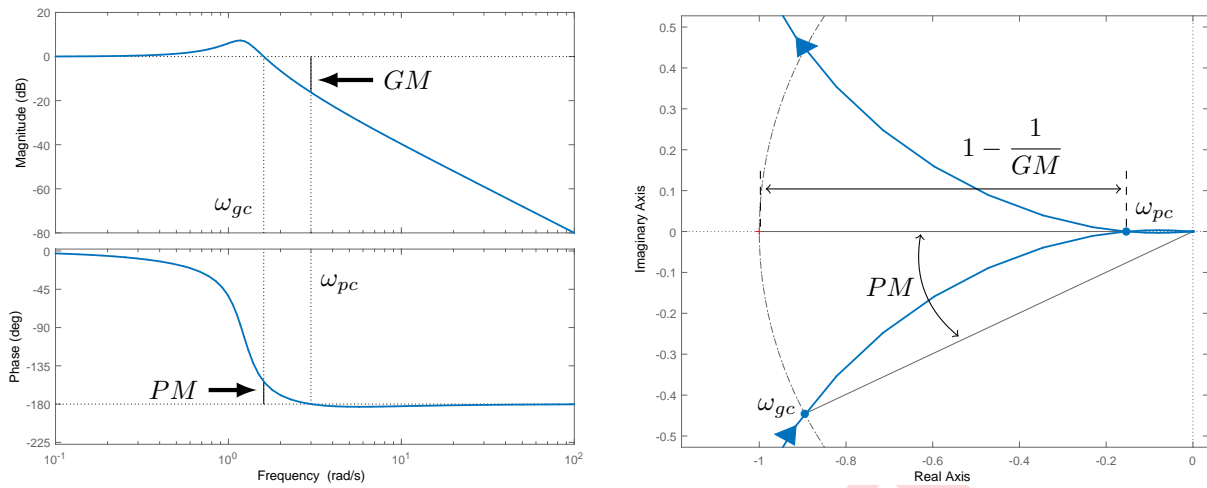 20
0
-20
-40
-60
-80
Magnitude (dB)
GM
ω_gc
0
-45
-90
-135
-180
-225
Phase (deg)
ω_pc
PM
10^-1
10^0
10^1
10^2
Frequency (rad/s)
0.5
0.4
0.3
0.2
0.1
0
-0.1
-0.2
-0.3
-0.4
-0.5
Imaginary Axis
1 - 1/GM
ω_pc
PM
ω_gc
-1
-0.8
-0.6
-0.4
-0.2
0
Real Axis